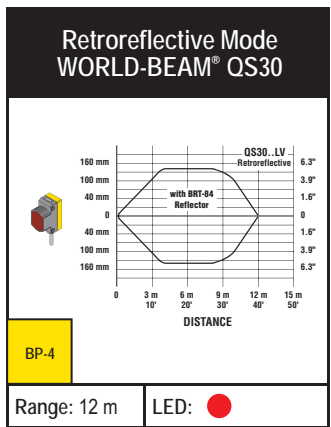 Retroreflective Mode
WORLD-BEAM® QS30
QS30..LV
Retroreflective
160 mm
100 mm
40 mm
0
40 mm
100 mm
160 mm
with BRT-84
Reflector
6.3"
3.9"
1.6"
0
1.6"
3.9"
6.3"
0 3 m 6 m 9 m 12 m 15 m
10' 20' 30' 40' 50'
DISTANCE
BP-4
Range: 12 m LED: